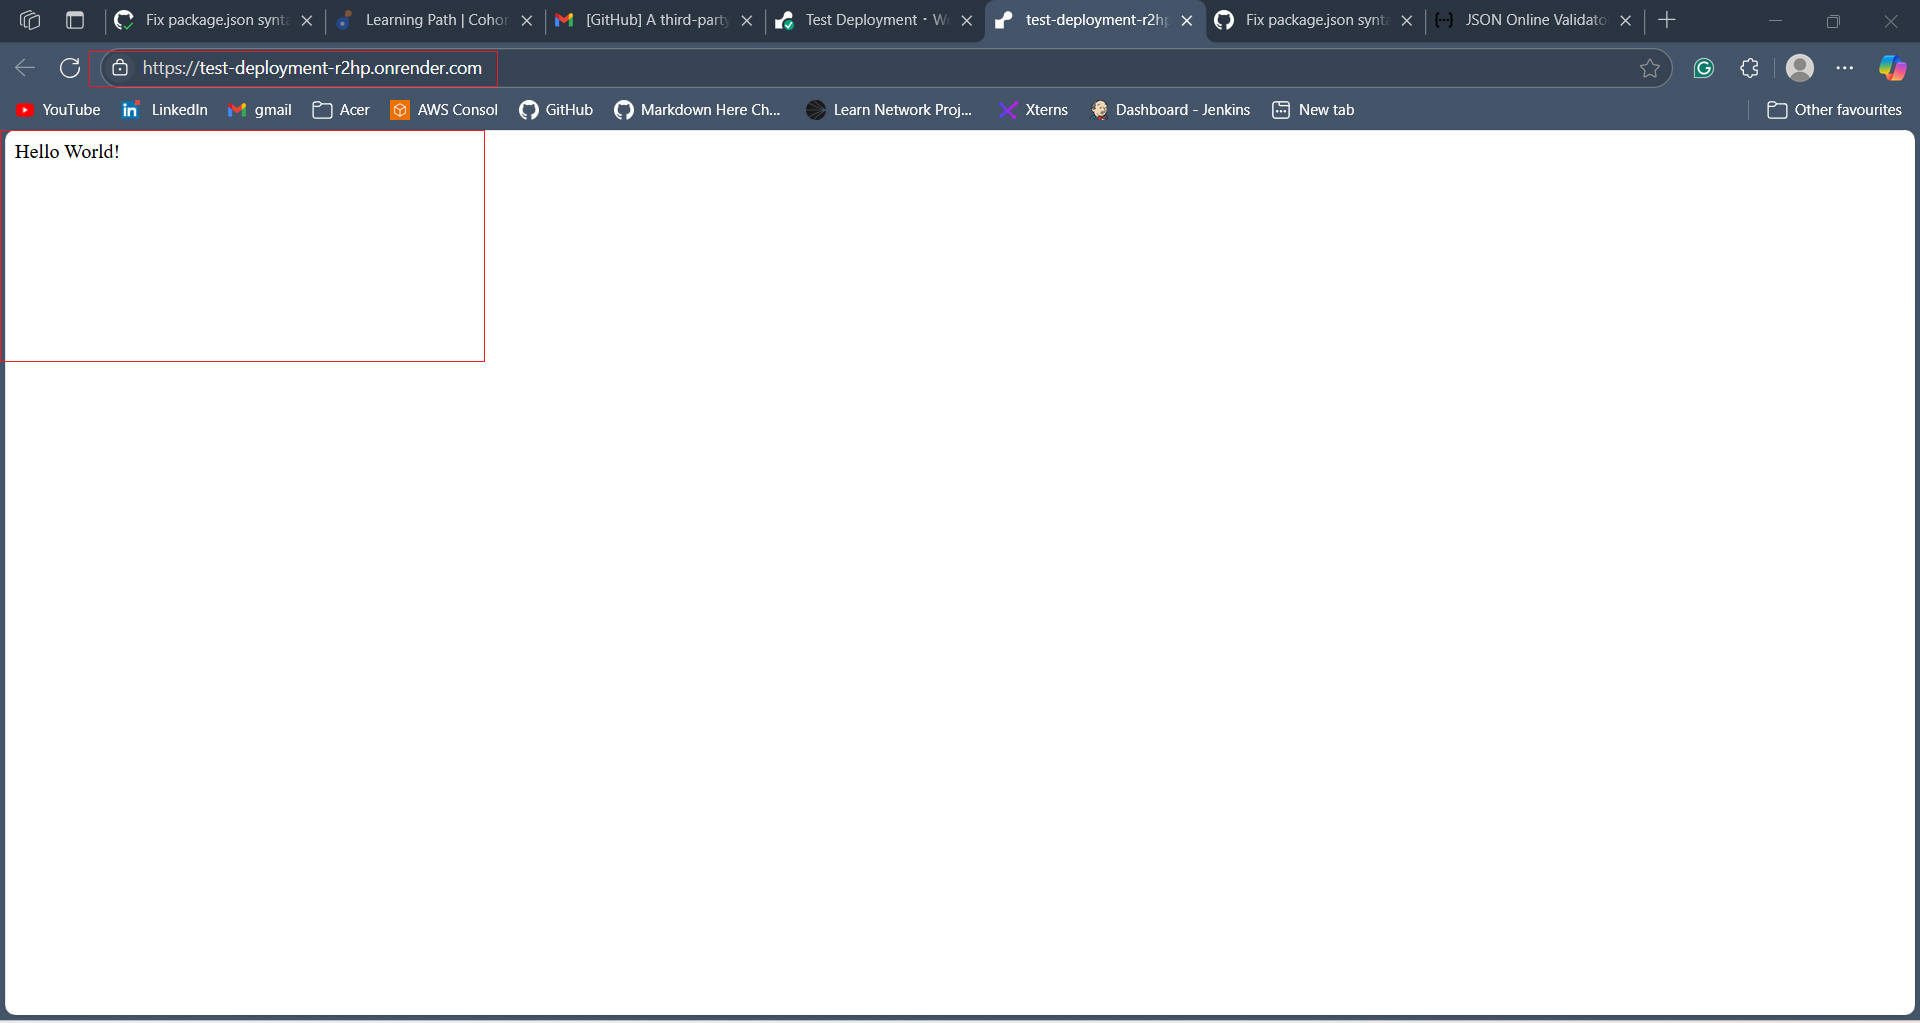 Fix package.json synta
Learning Path | Cohor
[GitHub] A third-party
Test Deployment · W
test-deployment-r2hp
Fix package.json synta
JSON Online Validato
https://test-deployment-r2hp.onrender.com
YouTube
LinkedIn
gmail
Acer
AWS Consol
GitHub
Markdown Here Ch...
Learn Network Proj...
Xterns
Dashboard - Jenkins
New tab
Other favourites
Hello World!